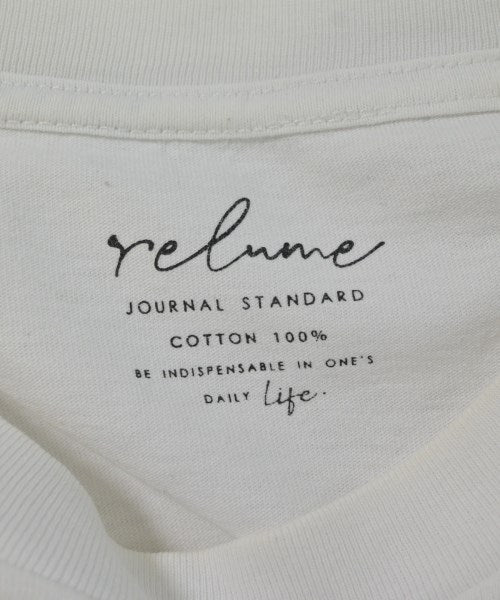 relume
JOURNAL STANDARD
COTTON 100%
BE INDISPENSABLE IN ONE'S
DAILY Life.